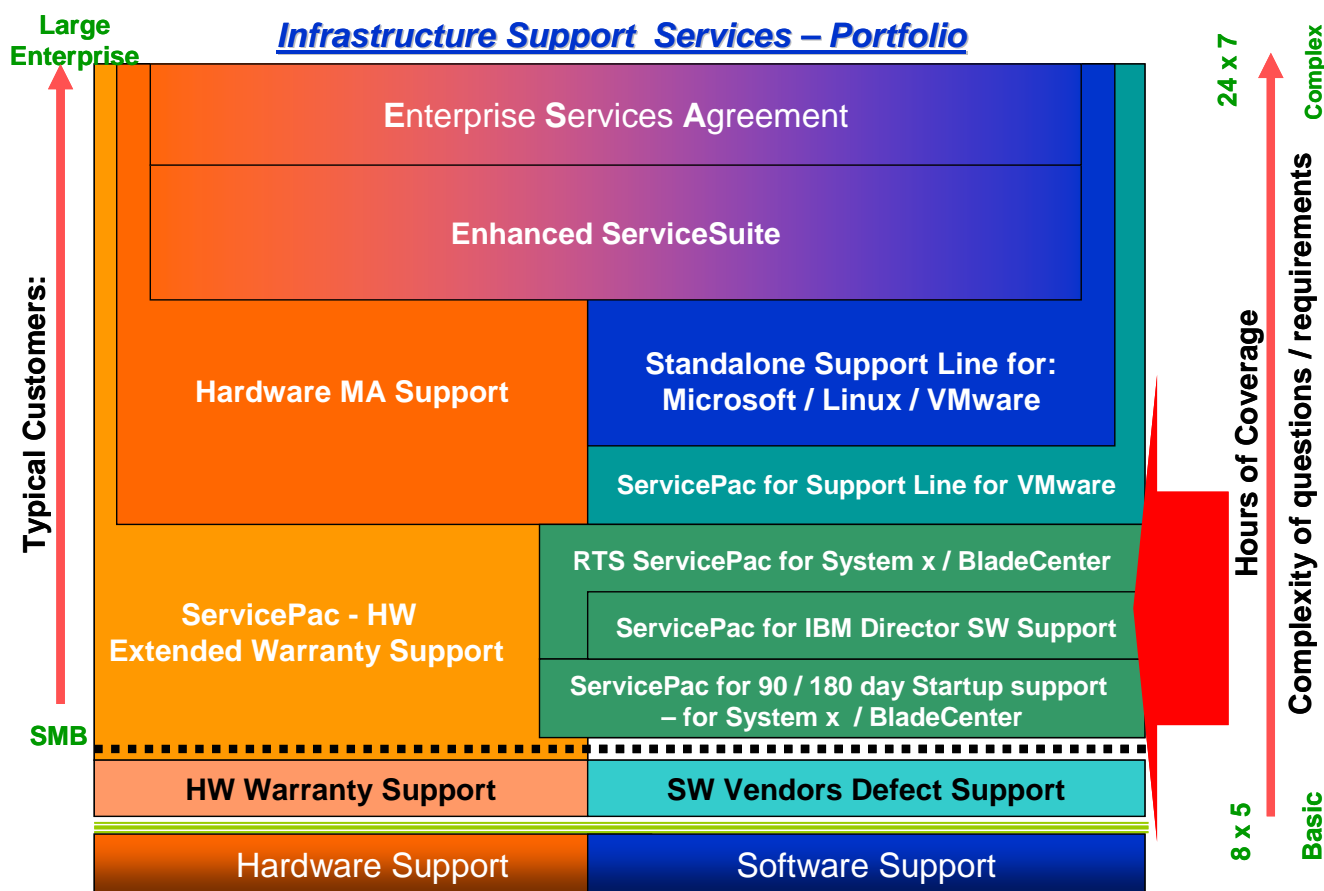 Large
Enterprise
Infrastructure Support Services – Portfolio
24 x 7
Complex
Enterprise Services Agreement
Enhanced ServiceSuite
Typical Customers:
Hardware MA Support
Standalone Support Line for:
Microsoft / Linux / VMware
ServicePac for Support Line for VMware
Hours of Coverage
Complexity of questions / requirements
RTS ServicePac for System x / BladeCenter
ServicePac - HW
Extended Warranty Support
ServicePac for IBM Director SW Support
ServicePac for 90 / 180 day Startup support
– for System x / BladeCenter
SMB
HW Warranty Support
SW Vendors Defect Support
8 x 5
Basic
Hardware Support
Software Support